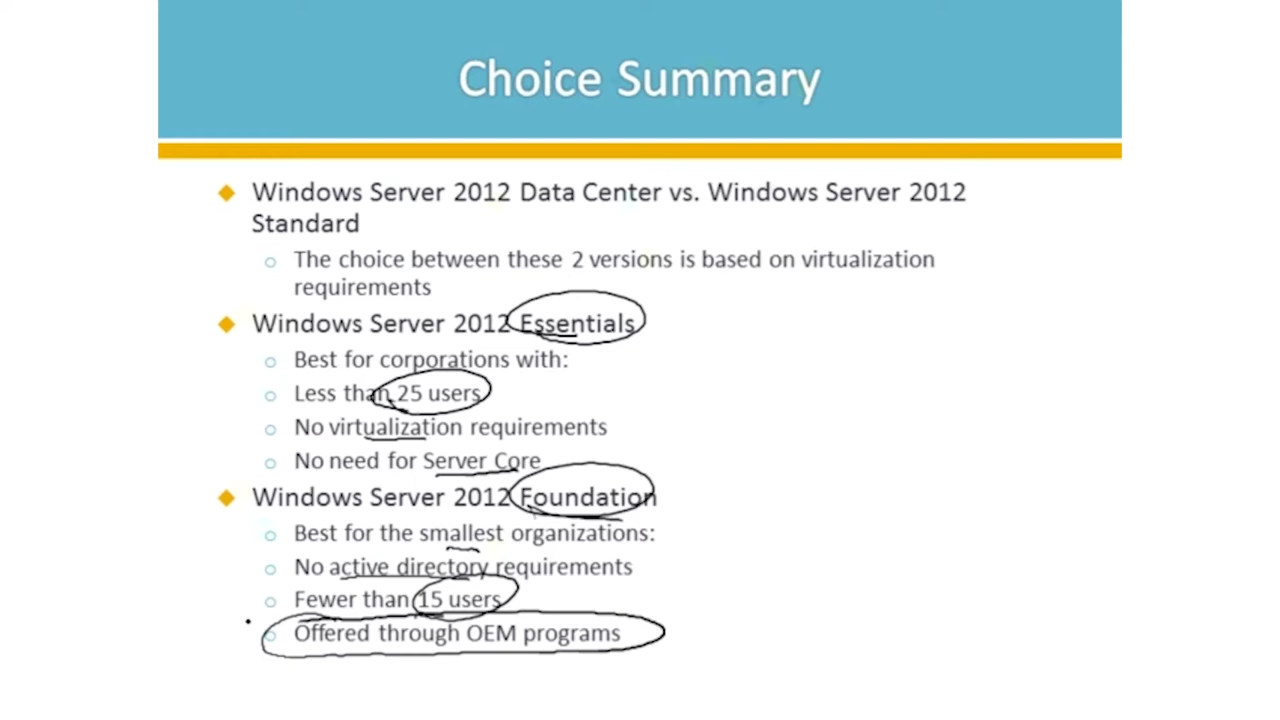 Choice Summary
Windows Server 2012 Data Center vs. Windows Server 2012
Standard
The choice between these 2 versions is based on virtualization
requirements
Windows Server 2012 Essentials
Best for corporations with:
Less than 25 users
No virtualization requirements
No need for Server Core
Windows Server 2012 Foundation
Best for the smallest organizations:
No active directory requirements
Fewer than 15 users
Offered through OEM programs